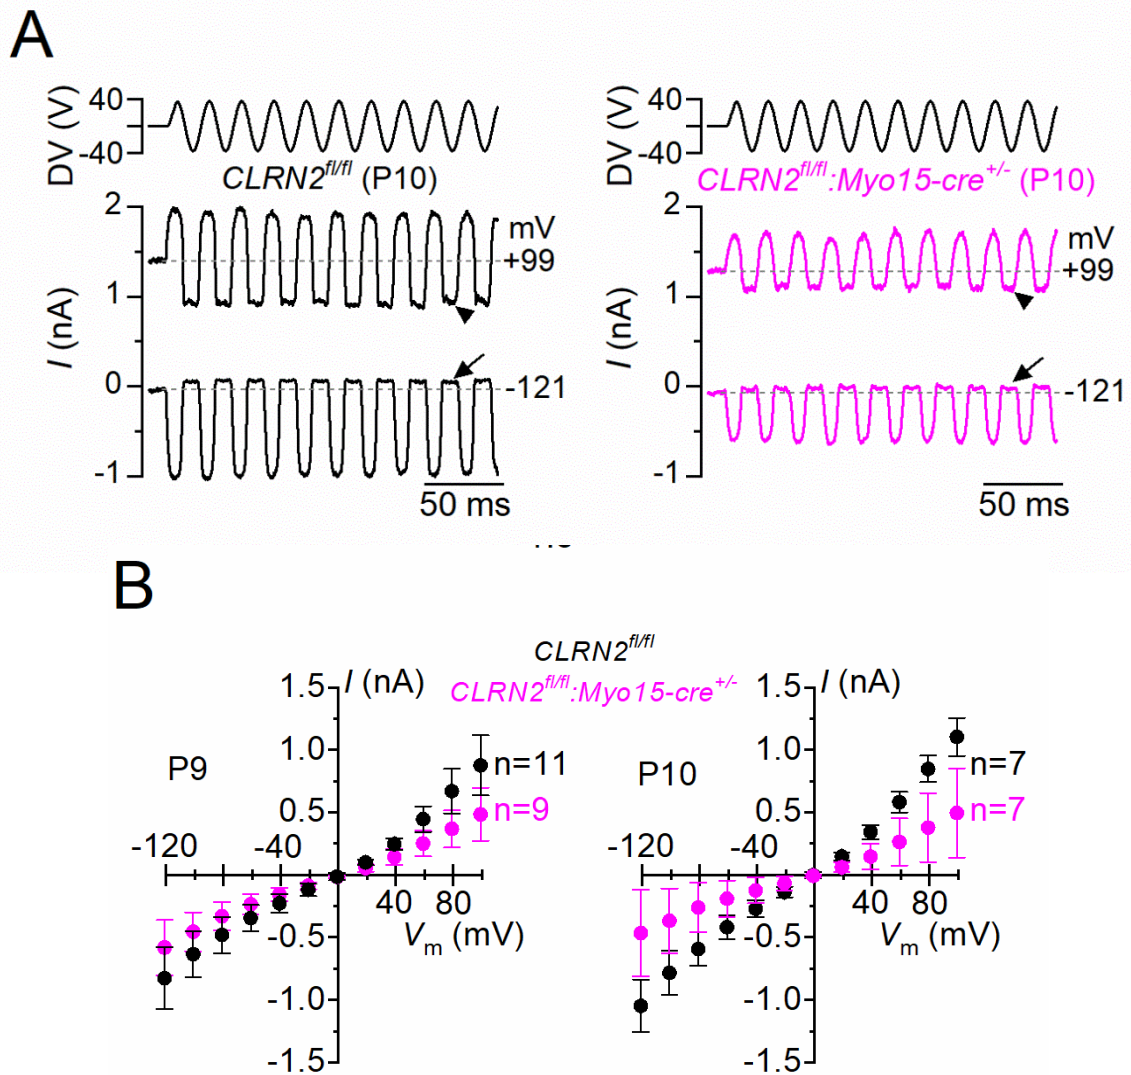 A
DV (V)
40
-40
CLRN2fl/fl (P10)
I (nA)
2
1
0
-1
mV
+99
-121
50 ms
DV (V)
40
-40
CLRN2fl/fl:Myo15-cre+/- (P10)
I (nA)
2
1
0
-1
mV
+99
-121
50 ms
B
CLRN2fl/fl
CLRN2fl/fl:Myo15-cre+/-
P9
1.5
I (nA)
1.0
n=11
0.5
n=9
-120
-40
40
80
-0.5
Vm (mV)
-1.0
-1.5
P10
1.5
I (nA)
1.0
n=7
0.5
n=7
-120
-40
40
80
-0.5
Vm (mV)
-1.0
-1.5